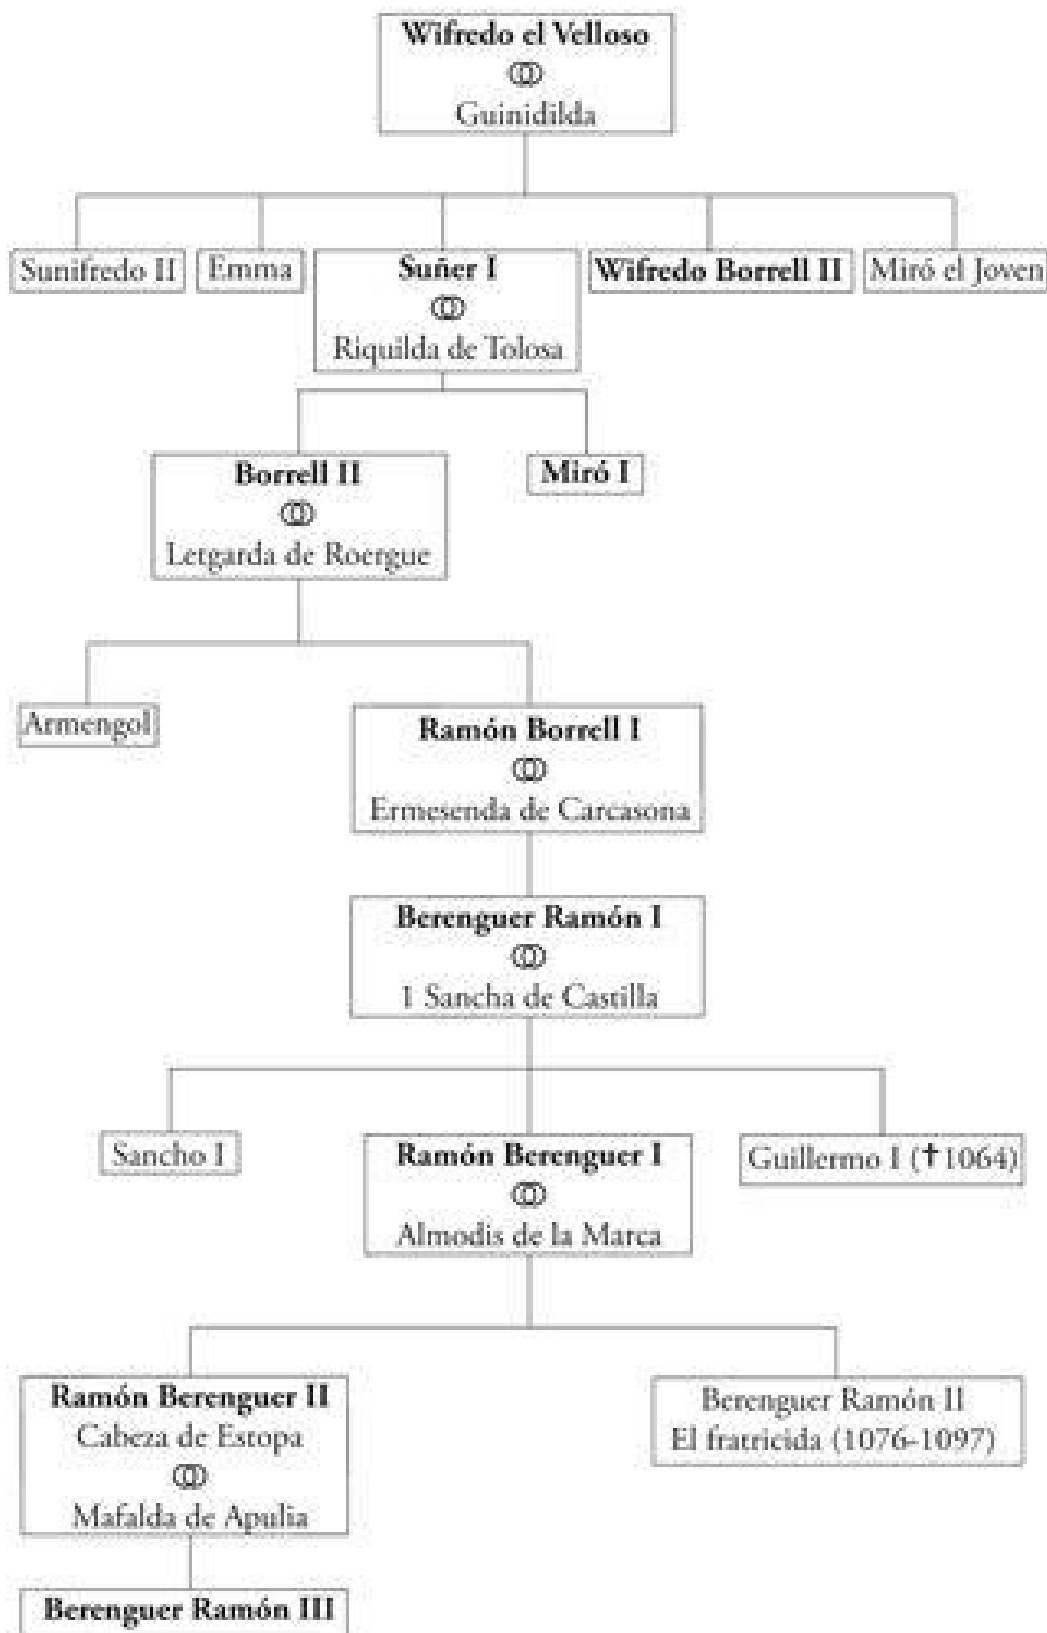 Wifredo el Velloso
Guinidilda
Sunifredo II
Emma
Suñer I
Riquilda de Tolosa
Wifredo Borrell II
Miró el Joven
Borrell II
Letgarda de Roergue
Miró I
Armengol
Ramón Borrell I
Ermesenda de Carcasona
Berenguer Ramón I
1 Sancha de Castilla
Sancho I
Ramón Berenguer I
Almodis de la Marca
Guillermo I (✝1064)
Ramón Berenguer II
Cabeza de Estopa
Mafalda de Apulia
Berenguer Ramón II
El fratricida (1076-1097)
Berenguer Ramón III